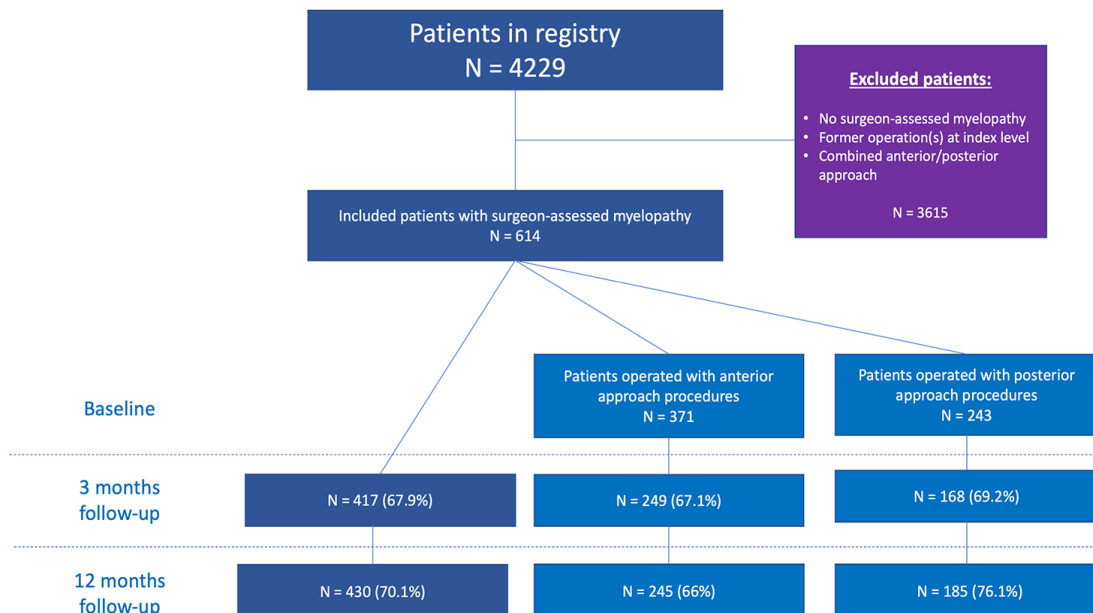 Patients in registry
N = 4229
Excluded patients:
• No surgeon-assessed myelopathy
• Former operation(s) at index level
• Combined anterior/posterior
approach
N = 3615
Included patients with surgeon-assessed myelopathy
N = 614
Baseline
Patients operated with anterior
approach procedures
N = 371
Patients operated with posterior
approach procedures
N = 243
3 months
follow-up
N = 417 (67.9%)
N = 249 (67.1%)
N = 168 (69.2%)
12 months
follow-up
N = 430 (70.1%)
N = 245 (66%)
N = 185 (76.1%)